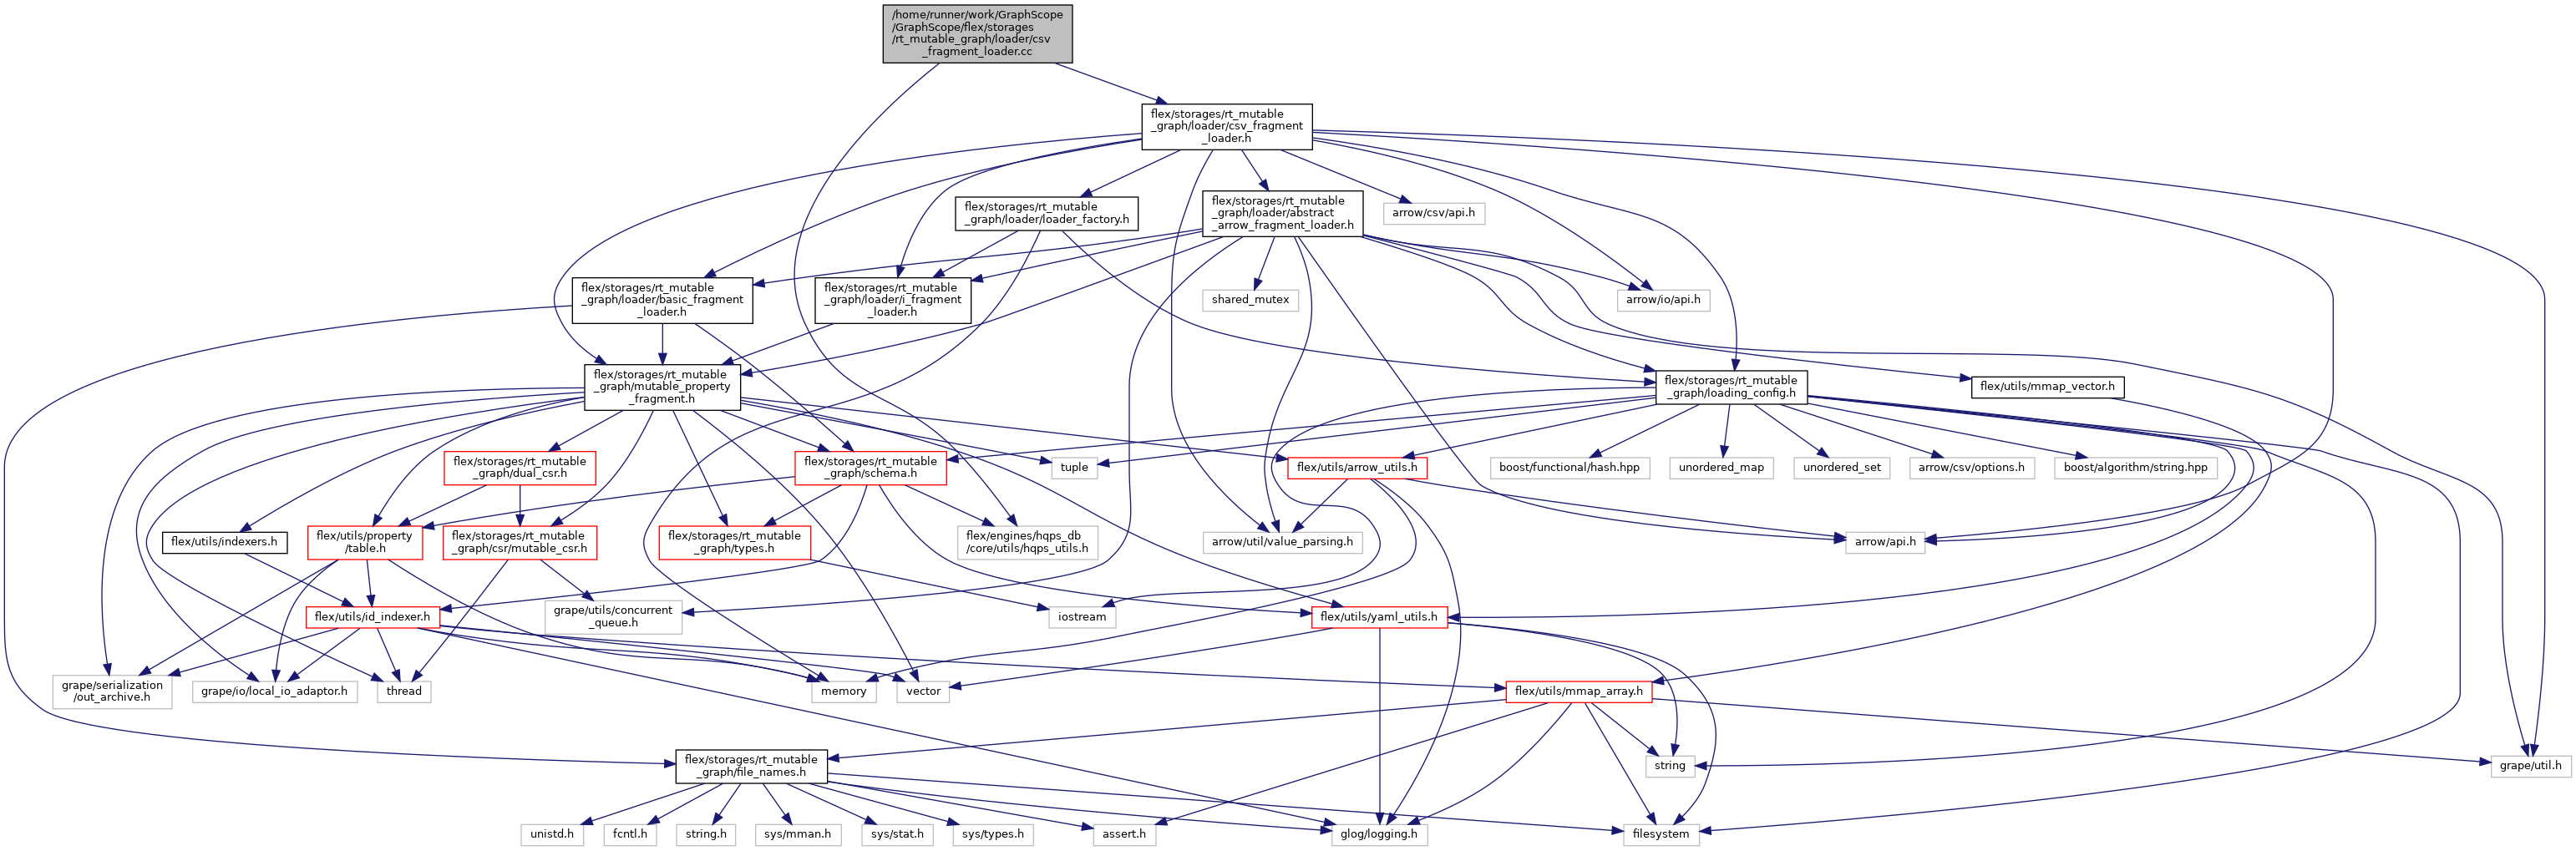 /home/runner/work/GraphScope
/GraphScope/flex/storages
/rt_mutable_graph/loader/csv
_fragment_loader.cc
flex/storages/rt_mutable
_graph/loader/csv_fragment
_loader.h
flex/storages/rt_mutable
_graph/loader/loader_factory.h
flex/storages/rt_mutable
_graph/loader/abstract
_arrow_fragment_loader.h
arrow/csv/api.h
flex/storages/rt_mutable
_graph/loader/basic_fragment
_loader.h
flex/storages/rt_mutable
_graph/loader/i_fragment
_loader.h
shared_mutex
arrow/io/api.h
flex/storages/rt_mutable
_graph/mutable_property
_fragment.h
flex/storages/rt_mutable
_graph/loading_config.h
flex/utils/mmap_vector.h
flex/storages/rt_mutable
_graph/dual_csr.h
flex/storages/rt_mutable
_graph/schema.h
tuple
flex/utils/arrow_utils.h
boost/functional/hash.hpp
unordered_map
unordered_set
arrow/csv/options.h
boost/algorithm/string.hpp
flex/utils/indexers.h
flex/utils/property
/table.h
flex/storages/rt_mutable
_graph/csr/mutable_csr.h
flex/storages/rt_mutable
_graph/types.h
flex/engines/hqps_db
/core/utils/hqps_utils.h
arrow/util/value_parsing.h
arrow/api.h
flex/utils/id_indexer.h
grape/utils/concurrent
_queue.h
iostream
flex/utils/yaml_utils.h
grape/serialization
/out_archive.h
grape/io/local_io_adaptor.h
thread
memory
vector
flex/utils/mmap_array.h
flex/storages/rt_mutable
_graph/file_names.h
string
grape/util.h
unistd.h
fcntl.h
string.h
sys/mman.h
sys/stat.h
sys/types.h
assert.h
glog/logging.h
filesystem